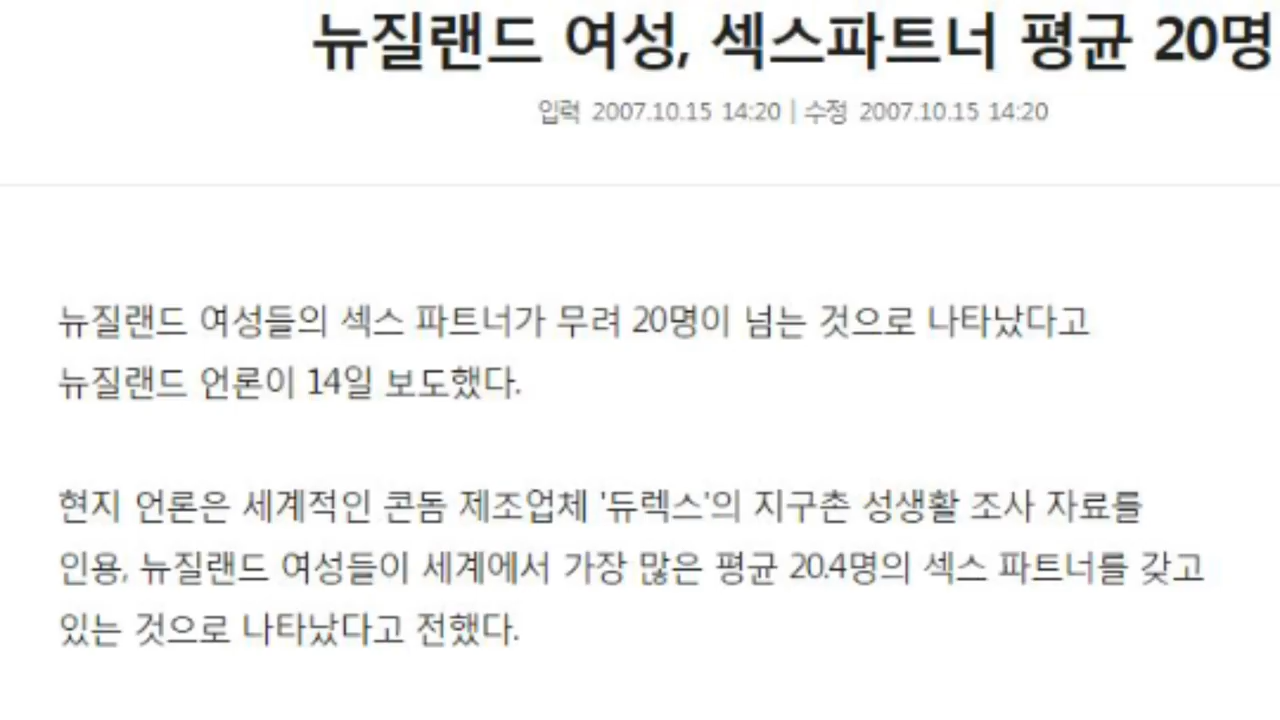 뉴질랜드 여성, 섹스파트너 평균 20명
입력 2007.10.15 14:20 | 수정 2007.10.15 14:20
뉴질랜드 여성들의 섹스 파트너가 무려 20명이 넘는 것으로 나타났다고
뉴질랜드 언론이 14일 보도했다.
현지 언론은 세계적인 콘돔 제조업체 '듀렉스'의 지구촌 성생활 조사 자료를
인용, 뉴질랜드 여성들이 세계에서 가장 많은 평균 20.4명의 섹스 파트너를 갖고
있는 것으로 나타났다고 전했다.